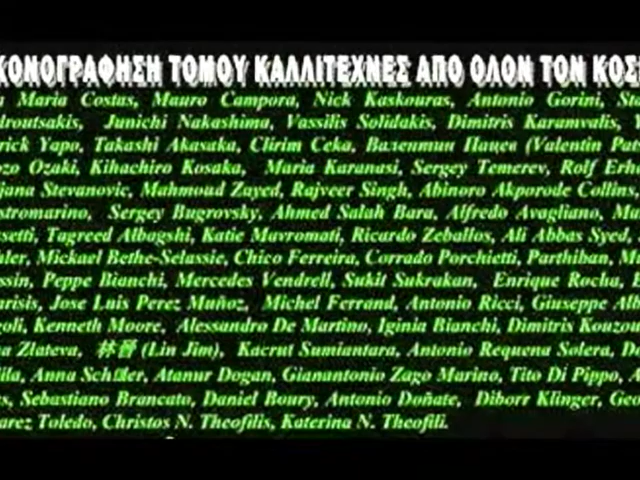 ΚΟΝΟΓΡΑΦΗΣΗ ΤΟΜΟΥ ΚΑΛΛΙΤΕΧΝΕΣ ΑΠΟ ΟΛΟΝ ΤΟΝ ΚΟΣ
Maria Costas, Mauro Campora, Nick Kaskouras, Antonio Gorini,
droutsakis, Junichi Nakashima, Vassilis Solidakis, Dimitris Karamvalis,
rick Yapo, Takashi Akasaka, Clirim Ceka, Валентин Пацев (Valentin
ozo Ozaki, Kihachiro Kosaka, Maria Karanasi, Sergey Temerev, Rolf
jana Stevanovic, Mahmoud Zayed, Rajveer Singh, Abinoro Akporode Collins
stromarino, Sergey Bugrovsky, Ahmed Salah Bara, Alfredo Avagliano,
ssetti, Tagreed Albagshi, Katie Mavromati, Ricardo Zeballos, Ali Abbas Syed,
hler, Mickael Bethe-Selassie, Chico Ferreira, Corrado Porchietti, Parthiban,
ssin, Peppe Bianchi, Mercedes Vendrell, Sukit Sukrakan, Enrique Rocha,
arisis, Jose Luis Perez Muñoz, Michel Ferrand, Antonio Ricci, Giuseppe
goli, Kenneth Moore, Alessandro De Martino, Iginia Bianchi, Dimitris
na Zlateva, (Lin Jim), Kacrut Sumiantara, Antonio Requena Solera,
illa, Anna Atanur Dogan, Gianantonio Zago Marino, Tito Di Pippo,
s, Sebastiano Brancato, Daniel Boury, Antonio Doñate, Diborr Klinger,
arez Toledo, Christos N. Theofilis, Katerina N. Theofili.